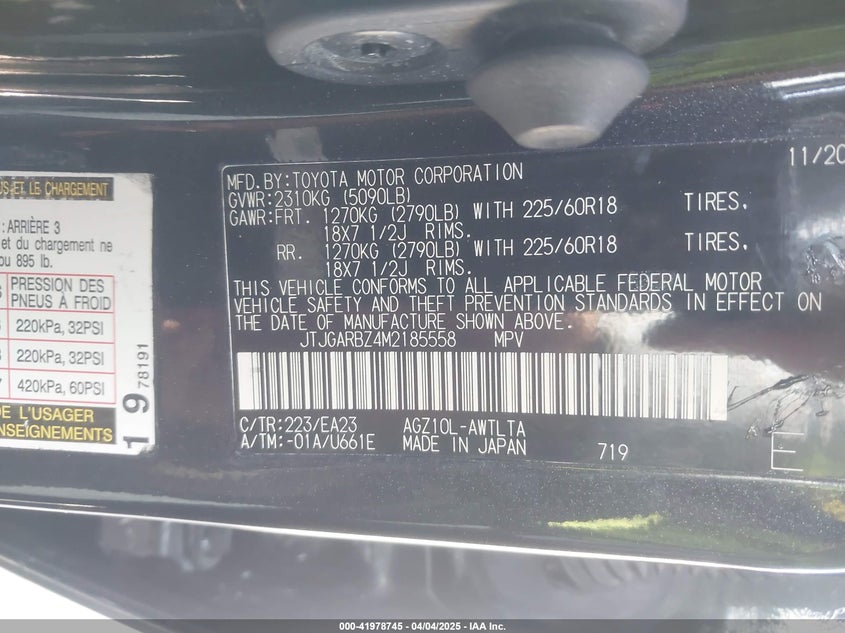 US ET LE CHARGEMENT
: ARRIÈRE 3
et du chargement ne
ou 895 lb.
PRESSION DES
PNEUS À FROID
220kPa, 32PSI
220kPa, 32PSI
420kPa, 60PSI
DE L'USAGER
ENSEIGNEMENTS
1978191
MFD.BY:TOYOTA MOTOR CORPORATION 11/20
GVWR:2310KG (5090LB)
GAWR:FRT. 1270KG (2790LB) WITH 225/60R18 TIRES,
18X7 1/2J RIMS.
RR. 1270KG (2790LB) WITH 225/60R18 TIRES,
18X7 1/2J RIMS.
THIS VEHICLE CONFORMS TO ALL APPLICABLE FEDERAL MOTOR
VEHICLE SAFETY AND THEFT PREVENTION STANDARDS IN EFFECT ON
THE DATE OF MANUFACTURE SHOWN ABOVE.
JTJGARBZ4M2185558 MPV
C/TR:223/EA23 AGZ10L-AWTLTA
A/TM:-01A/U661E MADE IN JAPAN 719
000-41978745 - 04/04/2025 - IAA Inc.